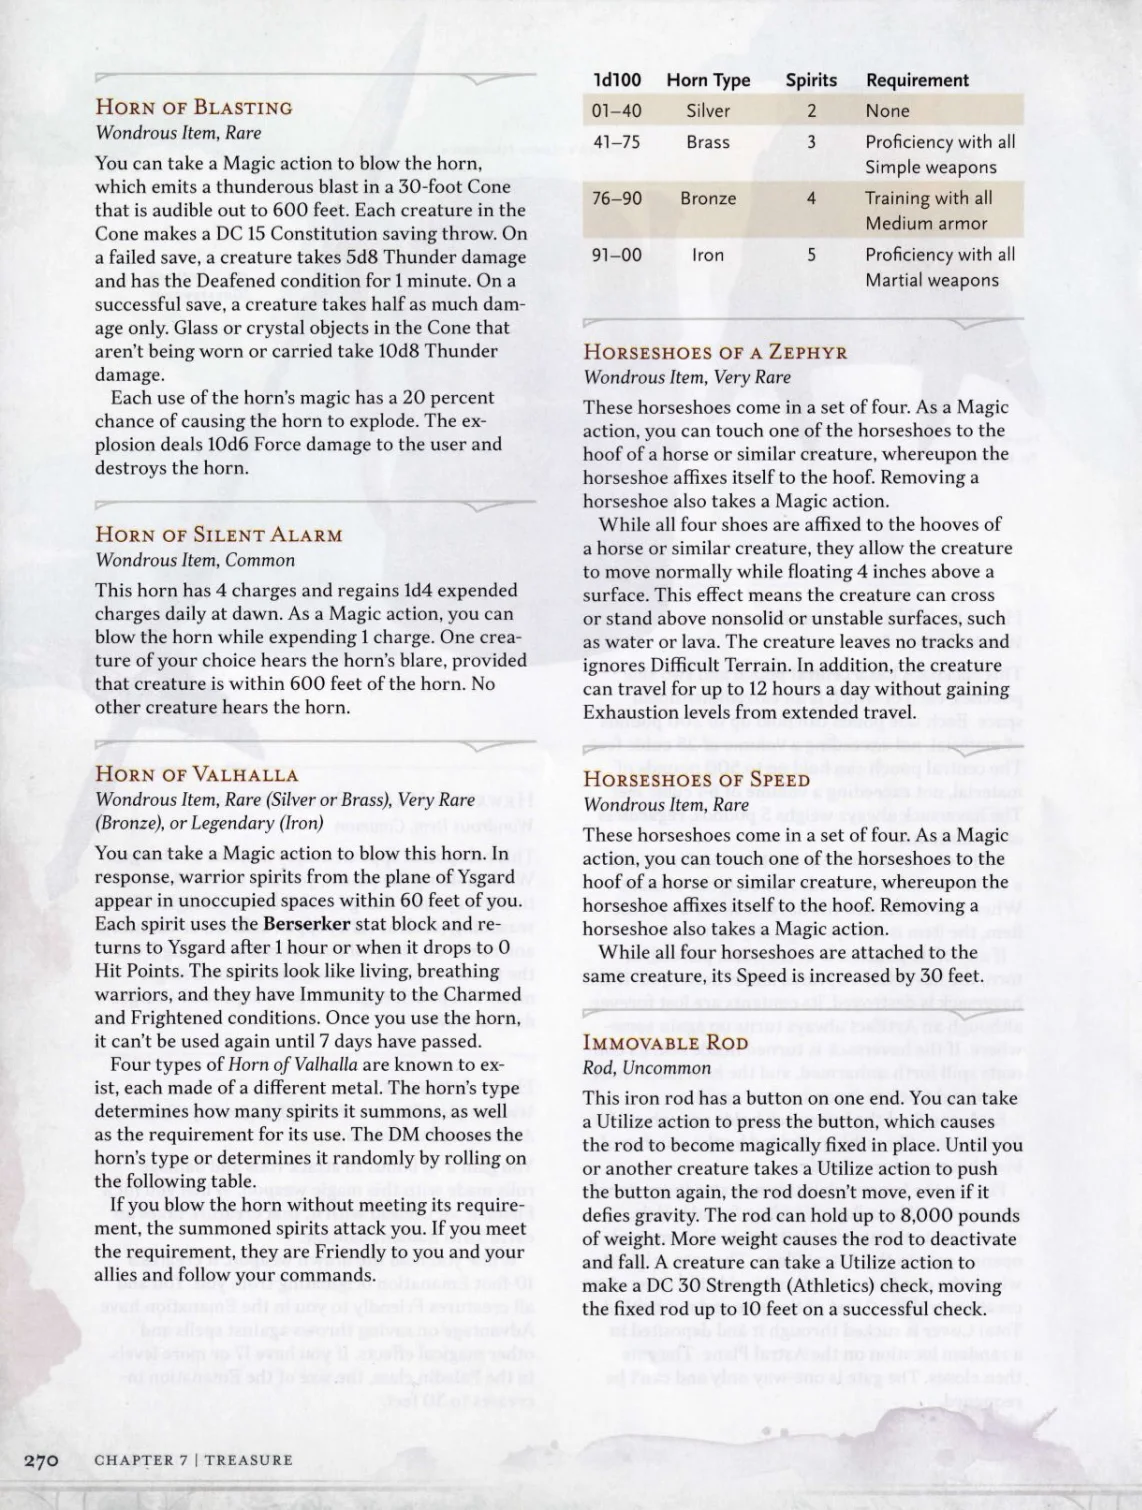 HORN OF BLASTING
Wondrous Item, Rare
You can take a Magic action to blow the horn,
which emits a thunderous blast in a 30-foot Cone
that is audible out to 600 feet. Each creature in the
Cone makes a DC 15 Constitution saving throw. On
a failed save, a creature takes 5d8 Thunder damage
and has the Deafened condition for 1 minute. On a
successful save, a creature takes half as much dam-
age only. Glass or crystal objects in the Cone that
aren't being worn or carried take 10d8 Thunder
damage.
Each use of the horn's magic has a 20 percent
chance of causing the horn to explode. The ex-
plosion deals 10d6 Force damage to the user and
destroys the horn.
HORN OF SILENT ALARM
Wondrous Item, Common
This horn has 4 charges and regains 1d4 expended
charges daily at dawn. As a Magic action, you can
blow the horn while expending 1 charge. One crea-
ture of your choice hears the horn's blare, provided
that creature is within 600 feet of the horn. No
other creature hears the horn.
HORN OF VALHALLA
Wondrous Item, Rare (Silver or Brass), Very Rare
(Bronze), or Legendary (Iron)
You can take a Magic action to blow this horn. In
response, warrior spirits from the plane of Ysgard
appear in unoccupied spaces within 60 feet of you.
Each spirit uses the Berserker stat block and re-
turns to Ysgard after 1 hour or when it drops to 0
Hit Points. The spirits look like living, breathing
warriors, and they have Immunity to the Charmed
and Frightened conditions. Once you use the horn,
it can't be used again until 7 days have passed.
Four types of Horn of Valhalla are known to ex-
ist, each made of a different metal. The horn's type
determines how many spirits it summons, as well
as the requirement for its use. The DM chooses the
horn's type or determines it randomly by rolling on
the following table.
If you blow the horn without meeting its require-
ment, the summoned spirits attack you. If you meet
the requirement, they are Friendly to you and your
allies and follow your commands.
1d100 Horn Type Spirits Requirement
01–40 Silver 2 None
41–75 Brass 3 Proficiency with all
Simple weapons
76–90 Bronze 4 Training with all
Medium armor
91–00 Iron 5 Proficiency with all
Martial weapons
HORSESHOES OF A ZEPHYR
Wondrous Item, Very Rare
These horseshoes come in a set of four. As a Magic
action, you can touch one of the horseshoes to the
hoof of a horse or similar creature, whereupon the
horseshoe affixes itself to the hoof. Removing a
horseshoe also takes a Magic action.
While all four shoes are affixed to the hooves of
a horse or similar creature, they allow the creature
to move normally while floating 4 inches above a
surface. This effect means the creature can cross
or stand above nonsolid or unstable surfaces, such
as water or lava. The creature leaves no tracks and
ignores Difficult Terrain. In addition, the creature
can travel for up to 12 hours a day without gaining
Exhaustion levels from extended travel.
HORSESHOES OF SPEED
Wondrous Item, Rare
These horseshoes come in a set of four. As a Magic
action, you can touch one of the horseshoes to the
hoof of a horse or similar creature, whereupon the
horseshoe affixes itself to the hoof. Removing a
horseshoe also takes a Magic action.
While all four horseshoes are attached to the
same creature, its Speed is increased by 30 feet.
IMMOVABLE ROD
Rod, Uncommon
This iron rod has a button on one end. You can take
a Utilize action to press the button, which causes
the rod to become magically fixed in place. Until you
or another creature takes a Utilize action to push
the button again, the rod doesn't move, even if it
defies gravity. The rod can hold up to 8,000 pounds
of weight. More weight causes the rod to deactivate
and fall. A creature can take a Utilize action to
make a DC 30 Strength (Athletics) check, moving
the fixed rod up to 10 feet on a successful check.
270 CHAPTER 7 | TREASURE